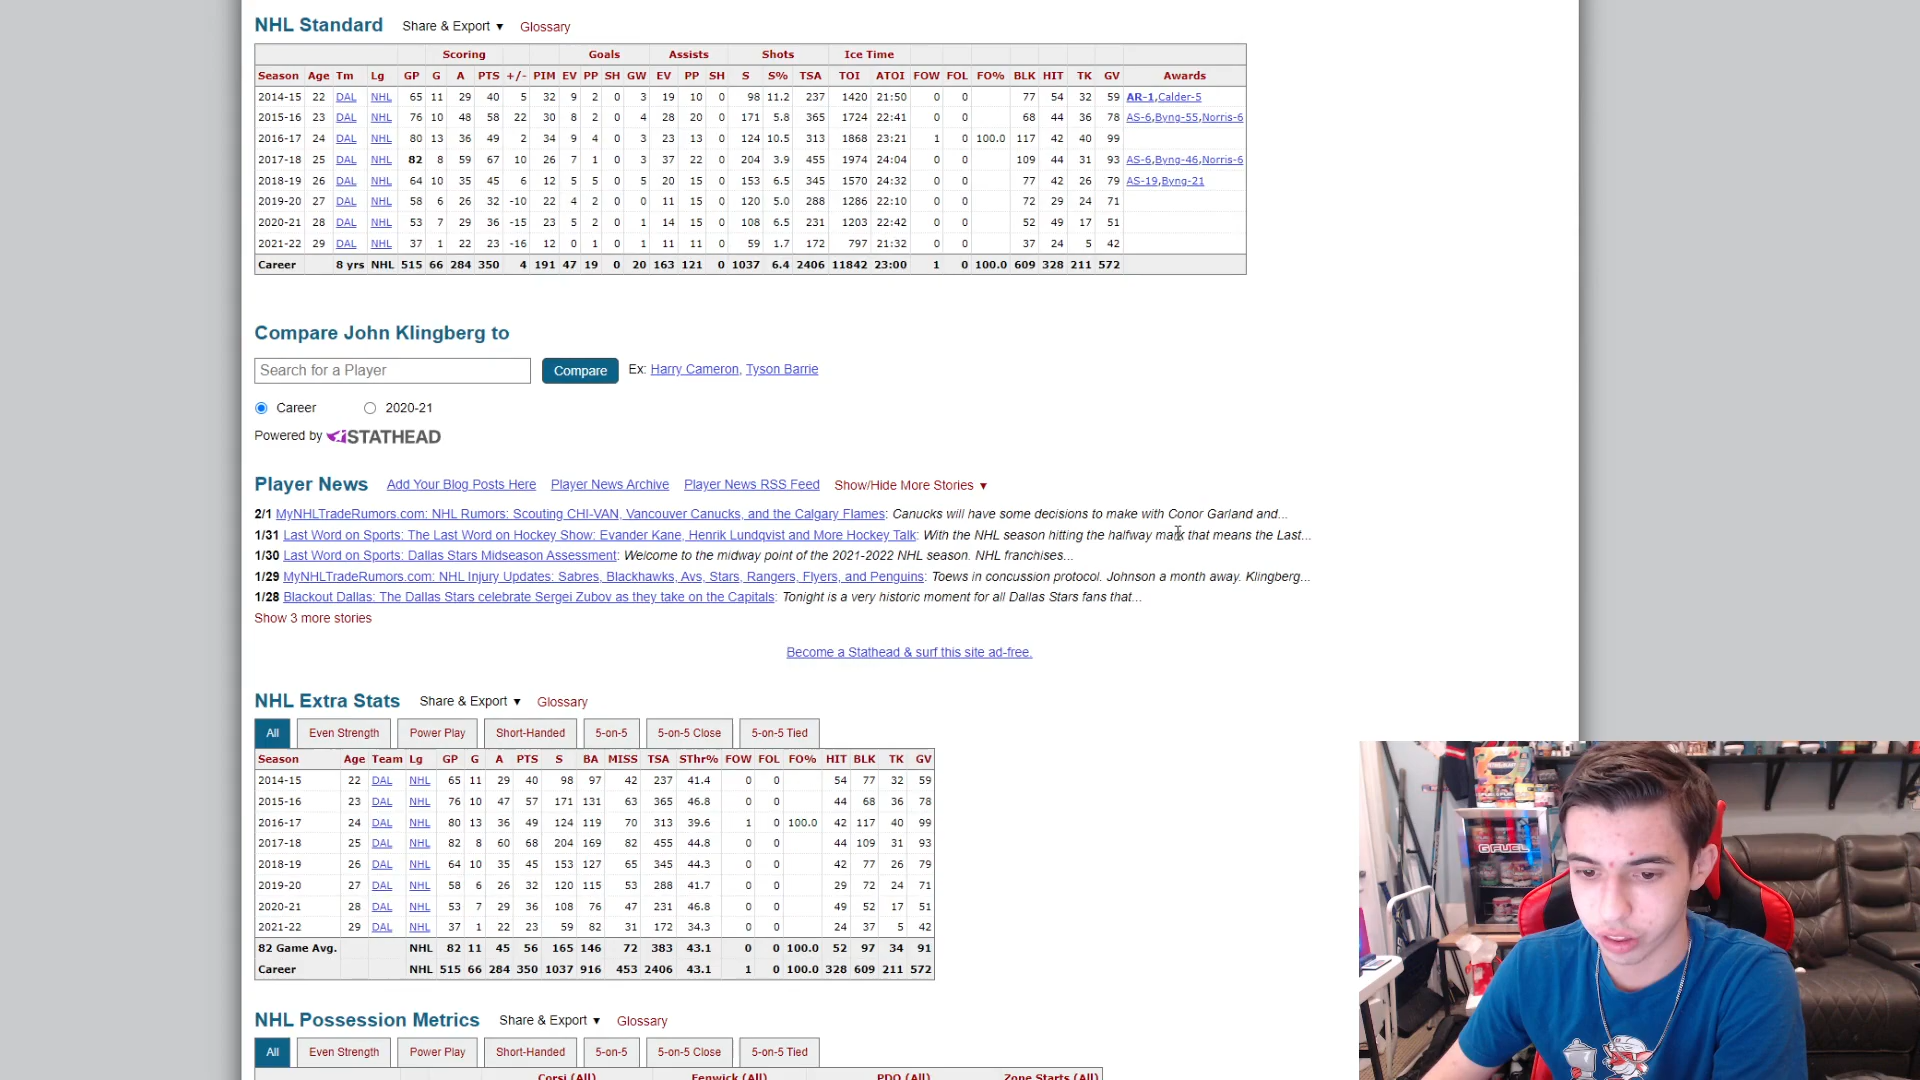 NHL Standard Share & Export ▼ Glossary
Scoring Goals Assists Shots Ice Time
Season Age Tm Lg GP G A PTS +/- PIM EV PP SH GW EV PP SH S S% TSA TOI ATOI FOW FOL FO% BLK HIT TK GV Awards
2014-15 22 DAL NHL 65 11 29 40 5 32 9 2 0 3 19 10 0 98 11.2 237 1420 21:50 0 0 77 54 32 59 AR-1,Calder-5
2015-16 23 DAL NHL 76 10 48 58 22 30 8 2 0 4 28 20 0 171 5.8 365 1724 22:41 0 0 68 44 36 78 AS-6,Byng-55,Norris-6
2016-17 24 DAL NHL 80 13 36 49 2 34 9 4 0 3 23 13 0 124 10.5 313 1868 23:21 1 0 100.0 117 42 40 99
2017-18 25 DAL NHL 82 8 59 67 10 26 7 1 0 3 37 22 0 204 3.9 455 1974 24:04 0 0 109 44 31 93 AS-6,Byng-46,Norris-6
2018-19 26 DAL NHL 64 10 35 45 6 12 5 5 0 5 20 15 0 153 6.5 345 1570 24:32 0 0 77 42 26 79 AS-19,Byng-21
2019-20 27 DAL NHL 58 6 26 32 -10 22 4 2 0 0 11 15 0 120 5.0 288 1286 22:10 0 0 72 29 24 71
2020-21 28 DAL NHL 53 7 29 36 -15 23 5 2 0 1 14 15 0 108 6.5 231 1203 22:42 0 0 52 49 17 51
2021-22 29 DAL NHL 37 1 22 23 -16 12 0 1 0 1 11 11 0 59 1.7 172 797 21:32 0 0 37 24 5 42
Career 8 yrs NHL 515 66 284 350 4 191 47 19 0 20 163 121 0 1037 6.4 2406 11842 23:00 1 0 100.0 609 328 211 572
Compare John Klingberg to
Search for a Player Compare Ex: Harry Cameron, Tyson Barrie
Career 2020-21
Powered by STATHEAD
Player News Add Your Blog Posts Here Player News Archive Player News RSS Feed Show/Hide More Stories ▼
2/1 MyNHLTradeRumors.com: NHL Rumors: Scouting CHI-VAN, Vancouver Canucks, and the Calgary Flames: Canucks will have some decisions to make with Conor Garland and...
1/31 Last Word on Sports: The Last Word on Hockey Show: Evander Kane, Henrik Lundqvist and More Hockey Talk: With the NHL season hitting the halfway mark that means the Last...
1/30 Last Word on Sports: Dallas Stars Midseason Assessment: Welcome to the midway point of the 2021-2022 NHL season. NHL franchises...
1/29 MyNHLTradeRumors.com: NHL Injury Updates: Sabres, Blackhawks, Avs, Stars, Rangers, Flyers, and Penguins: Toews in concussion protocol. Johnson a month away. Klingberg...
1/28 Blackout Dallas: The Dallas Stars celebrate Sergei Zubov as they take on the Capitals: Tonight is a very historic moment for all Dallas Stars fans that...
Show 3 more stories
Become a Stathead & surf this site ad-free.
NHL Extra Stats Share & Export ▼ Glossary
All Even Strength Power Play Short-Handed 5-on-5 5-on-5 Close 5-on-5 Tied
Season Age Team Lg GP G A PTS S BA MISS TSA SThr% FOW FOL FO% HIT BLK TK GV
2014-15 22 DAL NHL 65 11 29 40 98 97 42 237 41.4 0 0 54 77 32 59
2015-16 23 DAL NHL 76 10 47 57 171 131 63 365 46.8 0 0 44 68 36 78
2016-17 24 DAL NHL 80 13 36 49 124 119 70 313 39.6 1 0 100.0 42 117 40 99
2017-18 25 DAL NHL 82 8 60 68 204 169 82 455 44.8 0 0 44 109 31 93
2018-19 26 DAL NHL 64 10 35 45 153 127 65 345 44.3 0 0 42 77 26 79
2019-20 27 DAL NHL 58 6 26 32 120 115 53 288 41.7 0 0 29 72 24 71
2020-21 28 DAL NHL 53 7 29 36 108 76 47 231 46.8 0 0 49 52 17 51
2021-22 29 DAL NHL 37 1 22 23 59 82 31 172 34.3 0 0 24 37 5 42
82 Game Avg. NHL 82 11 45 56 165 146 72 383 43.1 0 0 100.0 52 97 34 91
Career NHL 515 66 284 350 1037 916 453 2406 43.1 1 0 100.0 328 609 211 572
NHL Possession Metrics Share & Export ▼ Glossary
All Even Strength Power Play Short-Handed 5-on-5 5-on-5 Close 5-on-5 Tied
Corsi (All) Fenwick (All) PDO (All) Zone Starts (All)
G FUEL